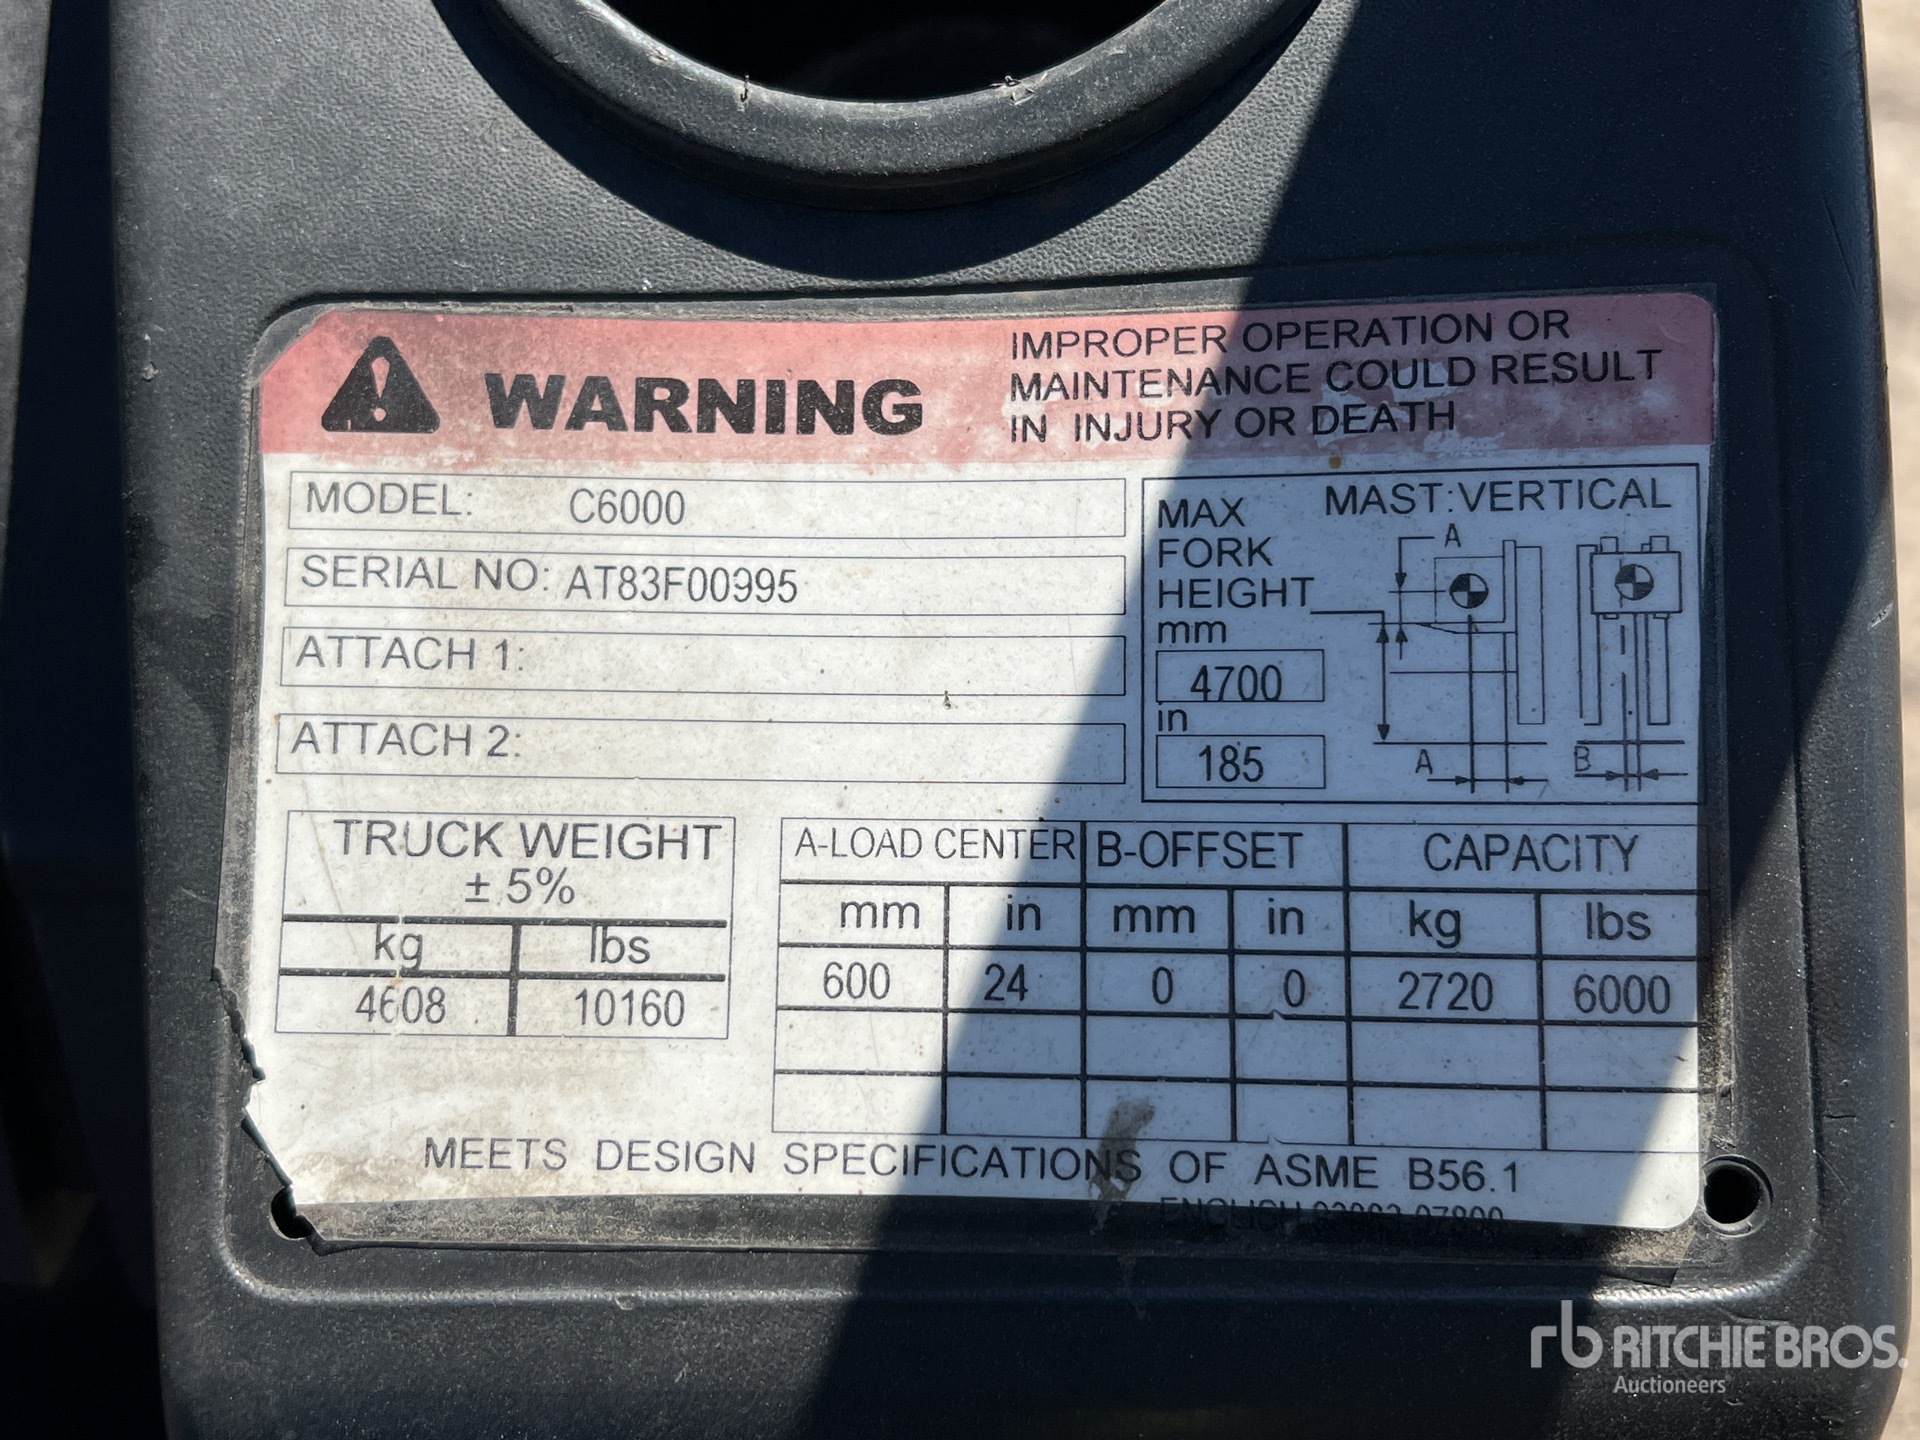 WARNING
IMPROPER OPERATION OR
MAINTENANCE COULD RESULT
IN INJURY OR DEATH
MODEL: C6000
SERIAL NO: AT83F00995
ATTACH 1:
ATTACH 2:
MAX FORK HEIGHT
MAST:VERTICAL
mm
4700
in
185
A
A
B
TRUCK WEIGHT
± 5%
kg lbs
4608 10160
A-LOAD CENTER B-OFFSET CAPACITY
mm in mm in kg lbs
600 24 0 0 2720 6000
MEETS DESIGN SPECIFICATIONS OF ASME B56.1
ENGLISH
rb RITCHIE BROS.
Auctioneers